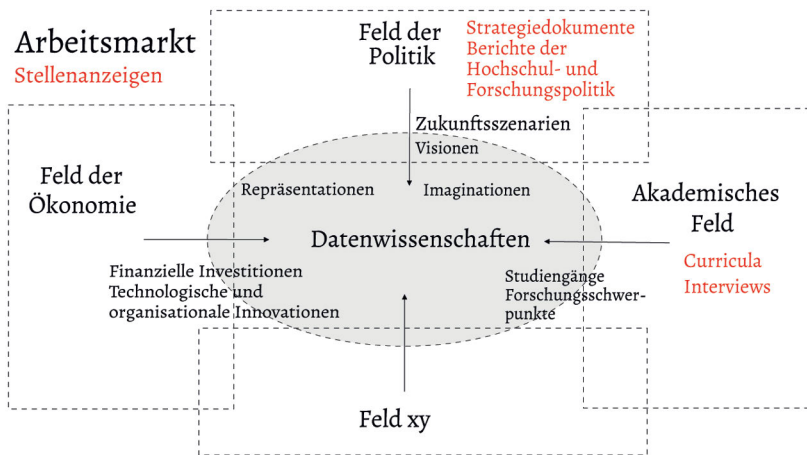 Arbeitsmarkt
Stellenanzeigen
Feld der
Politik
Strategiedokumente
Berichte der
Hochschul- und
Forschungspolitik
Zukunftsszenarien
Visionen
Feld der
Ökonomie
Repräsentationen
Imaginationen
Akademisches
Feld
Datenwissenschaften
Curricula
Interviews
Finanzielle Investitionen
Technologische und
organisationale Innovationen
Studiengänge
Forschungsschwer-
punkte
Feld xy